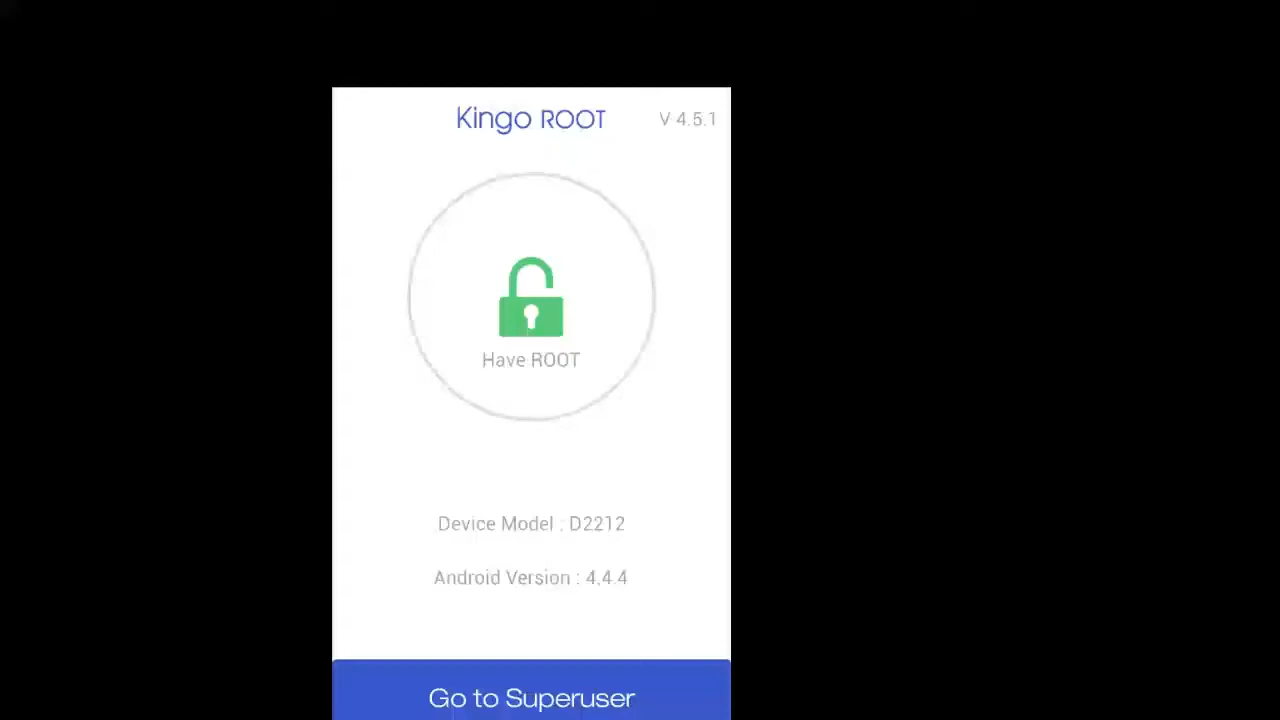 Kingo ROOT V 4.5.1
Have ROOT
Device Model : D2212
Android Version : 4.4.4
Go to Superuser